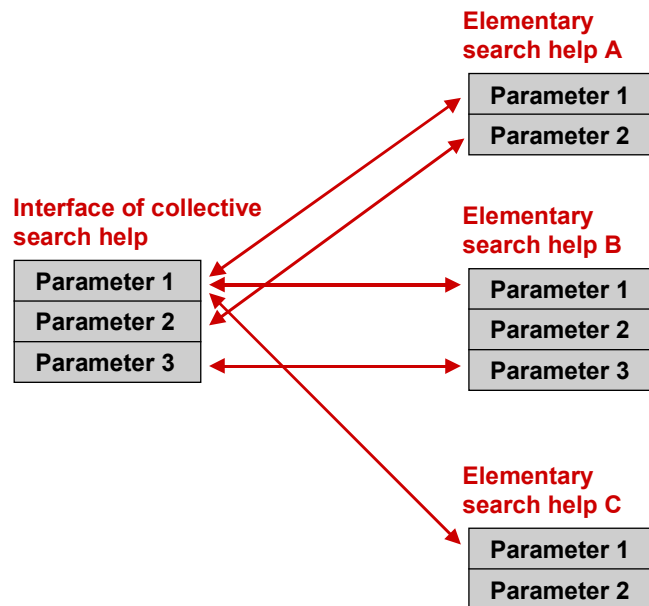 Elementary
search help A
Parameter 1
Parameter 2
Interface of collective
search help
Parameter 1
Parameter 2
Parameter 3
Elementary
search help B
Parameter 1
Parameter 2
Parameter 3
Elementary
search help C
Parameter 1
Parameter 2